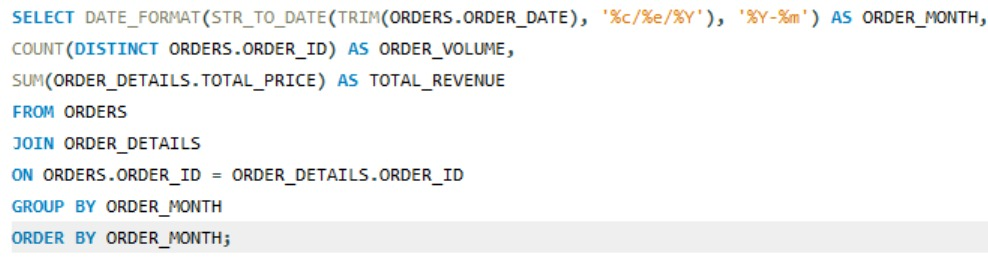 SELECT DATE_FORMAT(STR_TO_DATE(TRIM(ORDERS.ORDER_DATE), '%c/%e/%Y'), '%Y-%m') AS ORDER_MONTH,
COUNT(DISTINCT ORDERS.ORDER_ID) AS ORDER_VOLUME,
SUM(ORDER_DETAILS.TOTAL_PRICE) AS TOTAL_REVENUE
FROM ORDERS
JOIN ORDER_DETAILS
ON ORDERS.ORDER_ID = ORDER_DETAILS.ORDER_ID
GROUP BY ORDER_MONTH
ORDER BY ORDER_MONTH;